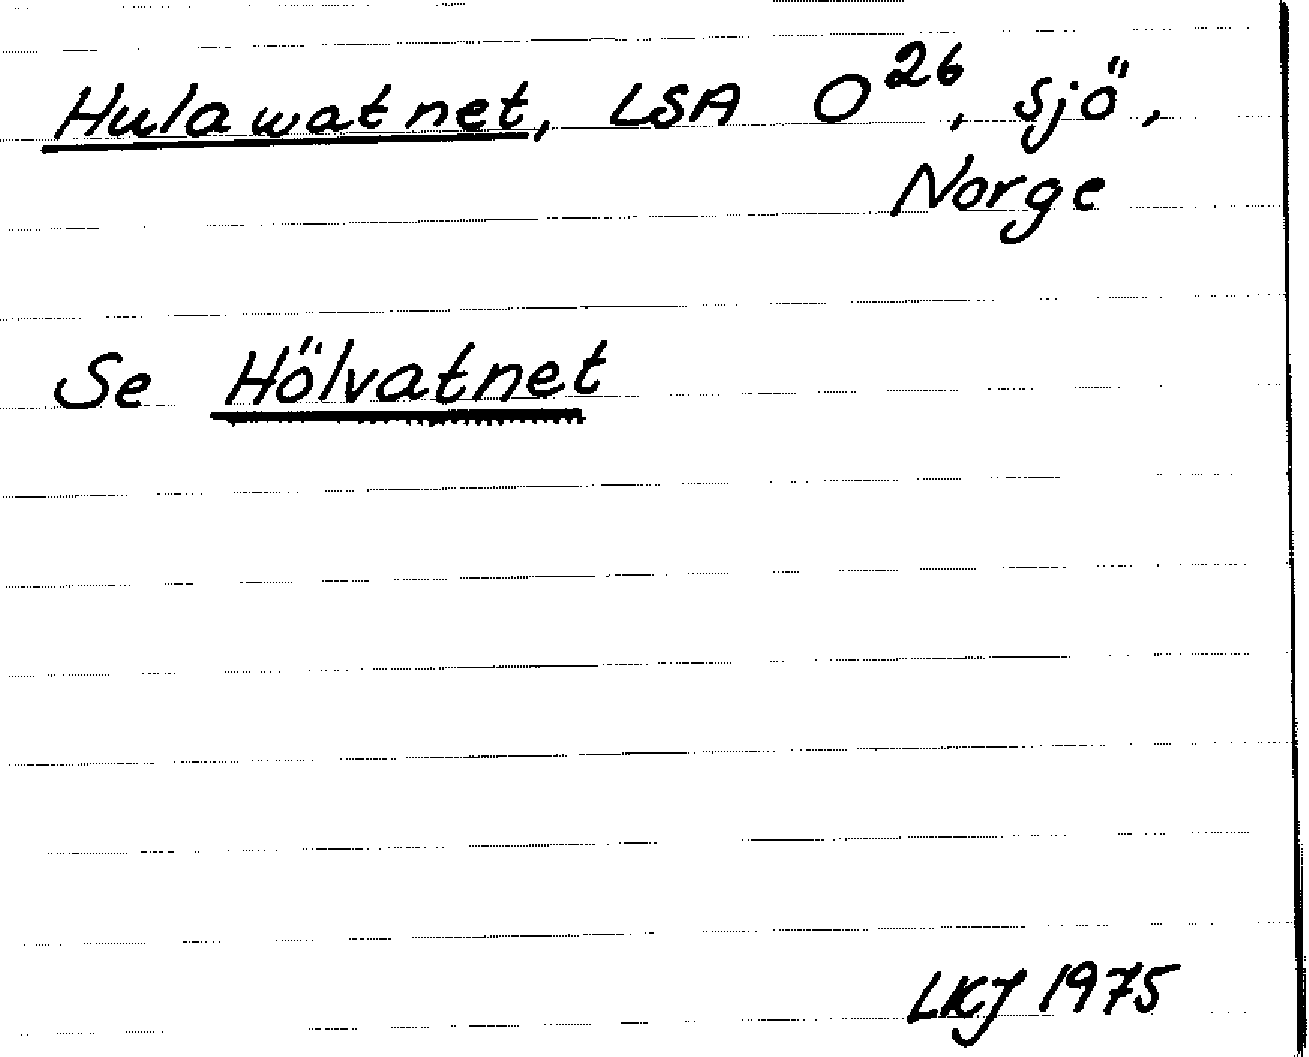 Hulawatnet, LSA O²⁶, sjö,
Norge
Se Hölvatnet
LKJ 1975